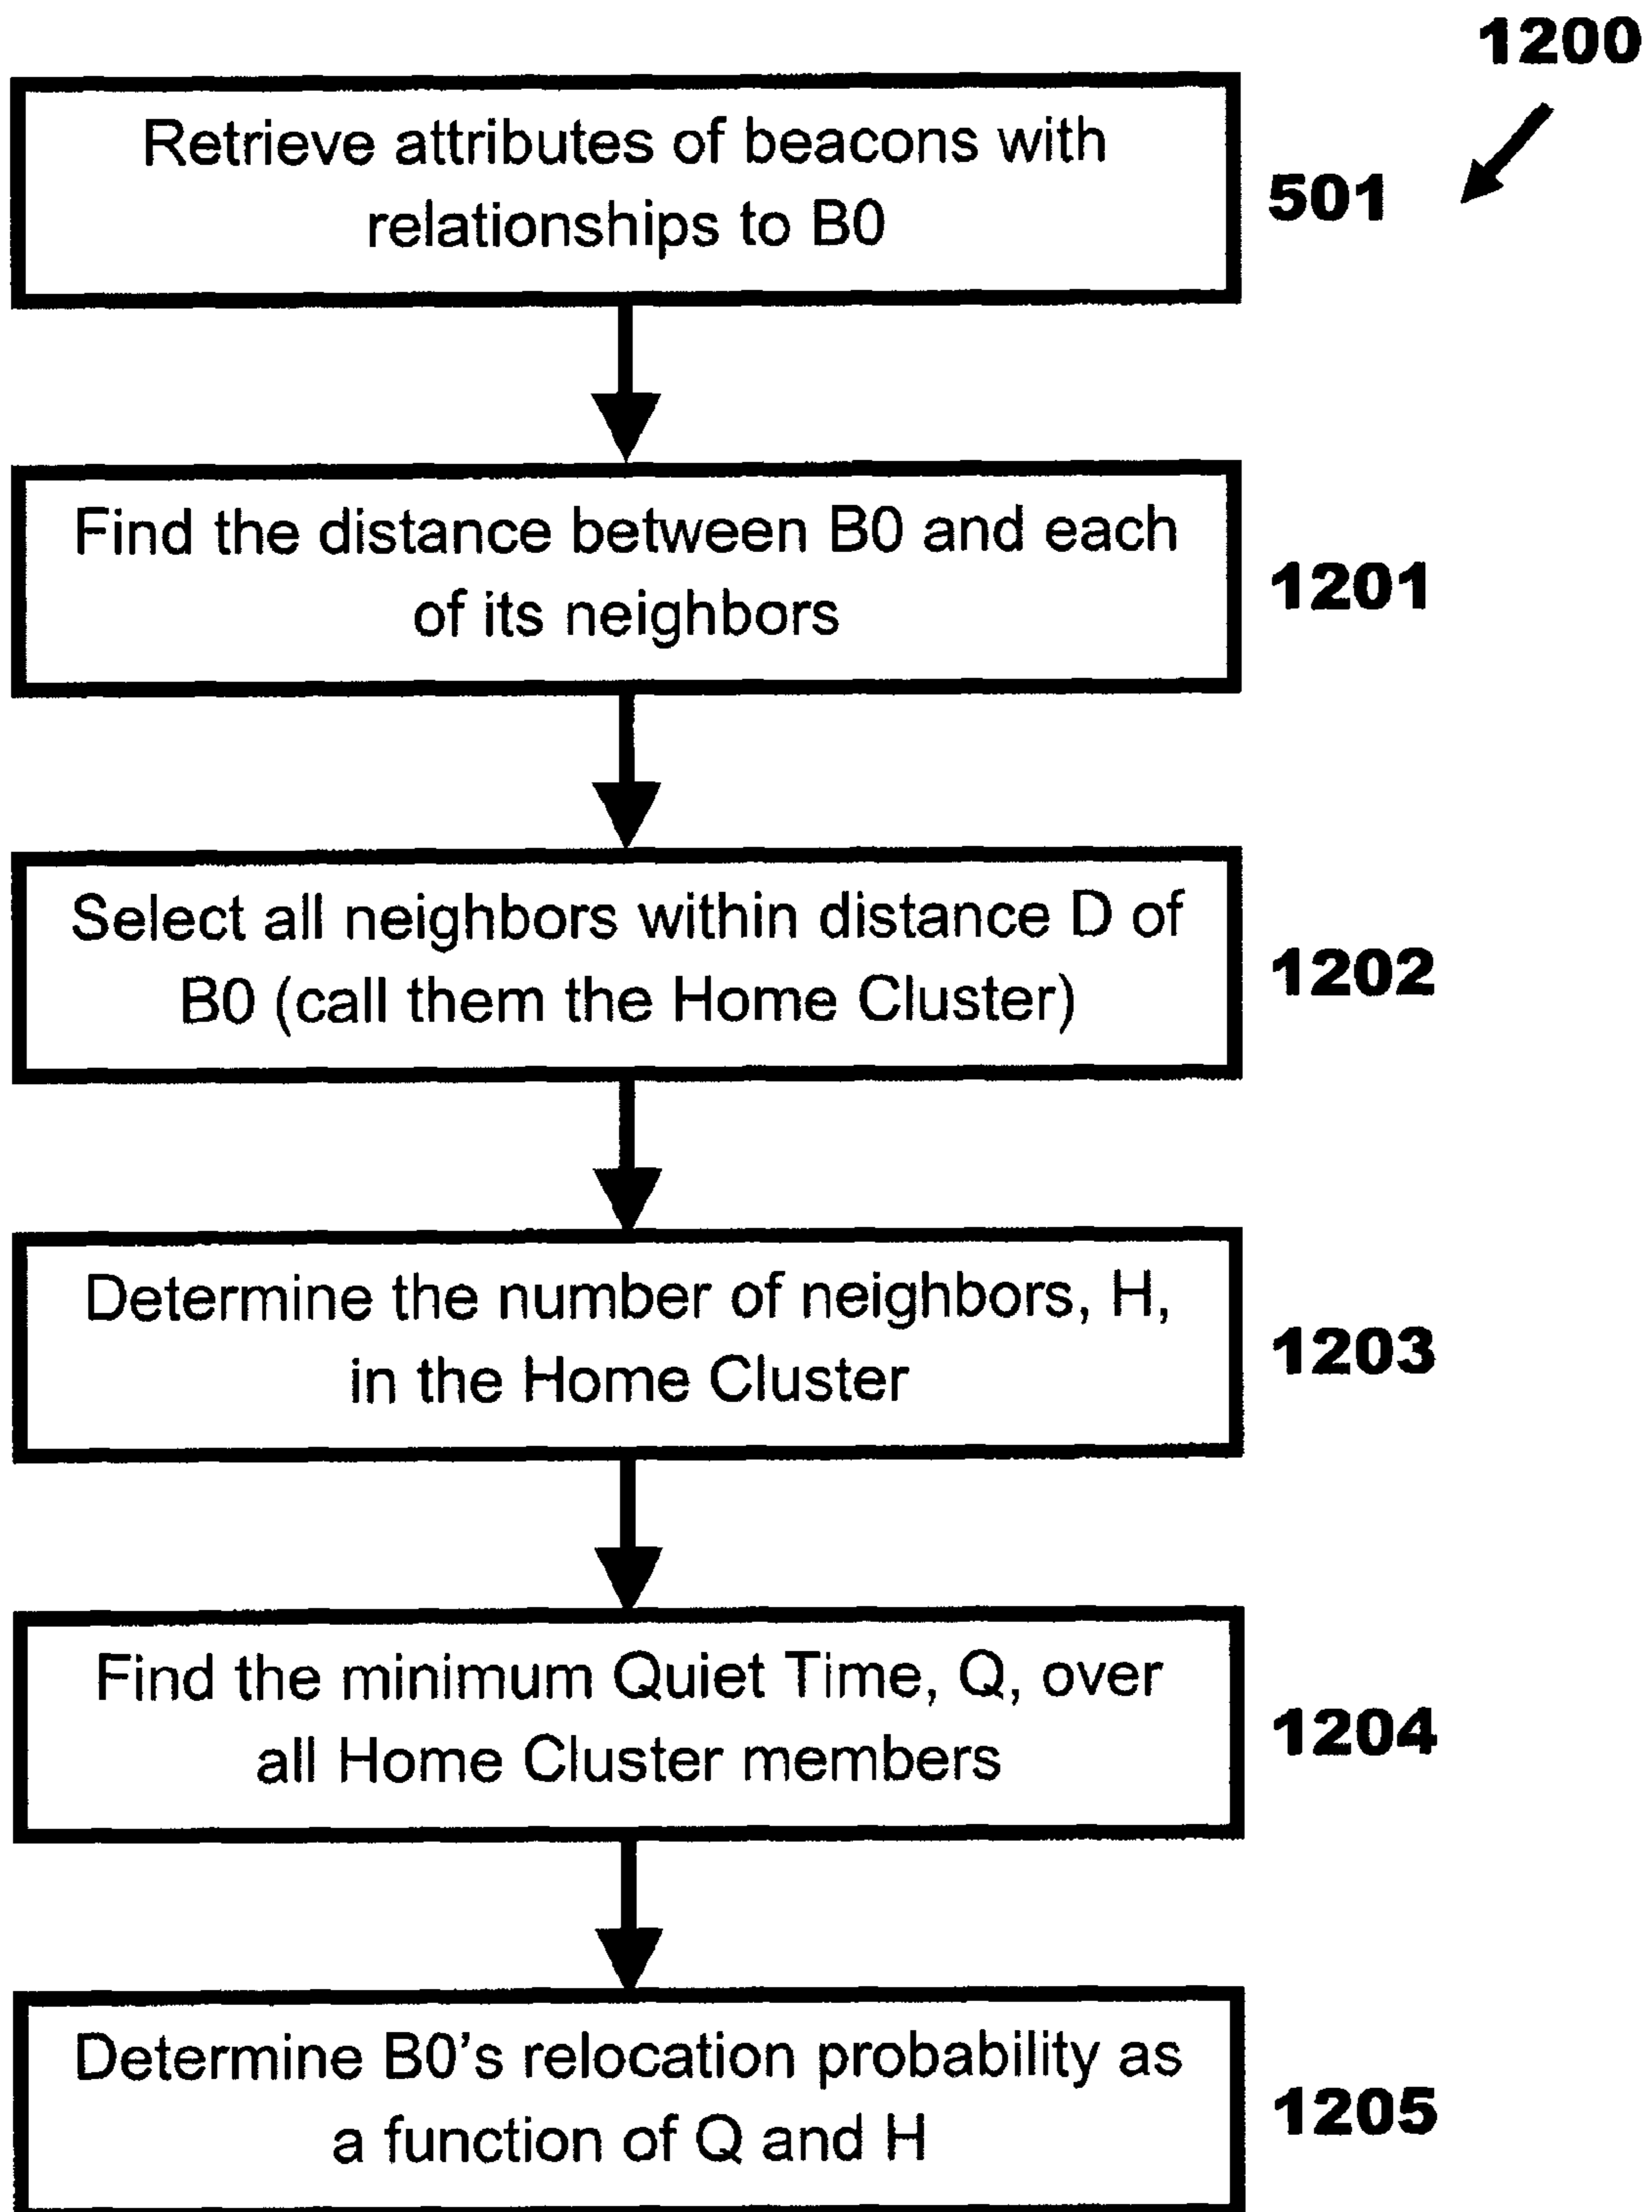 1200
Retrieve attributes of beacons with
relationships to B0
501
Find the distance between B0 and each
of its neighbors
1201
Select all neighbors within distance D of
B0 (call them the Home Cluster)
1202
Determine the number of neighbors, H,
in the Home Cluster
1203
Find the minimum Quiet Time, Q, over
all Home Cluster members
1204
Determine B0's relocation probability as
a function of Q and H
1205